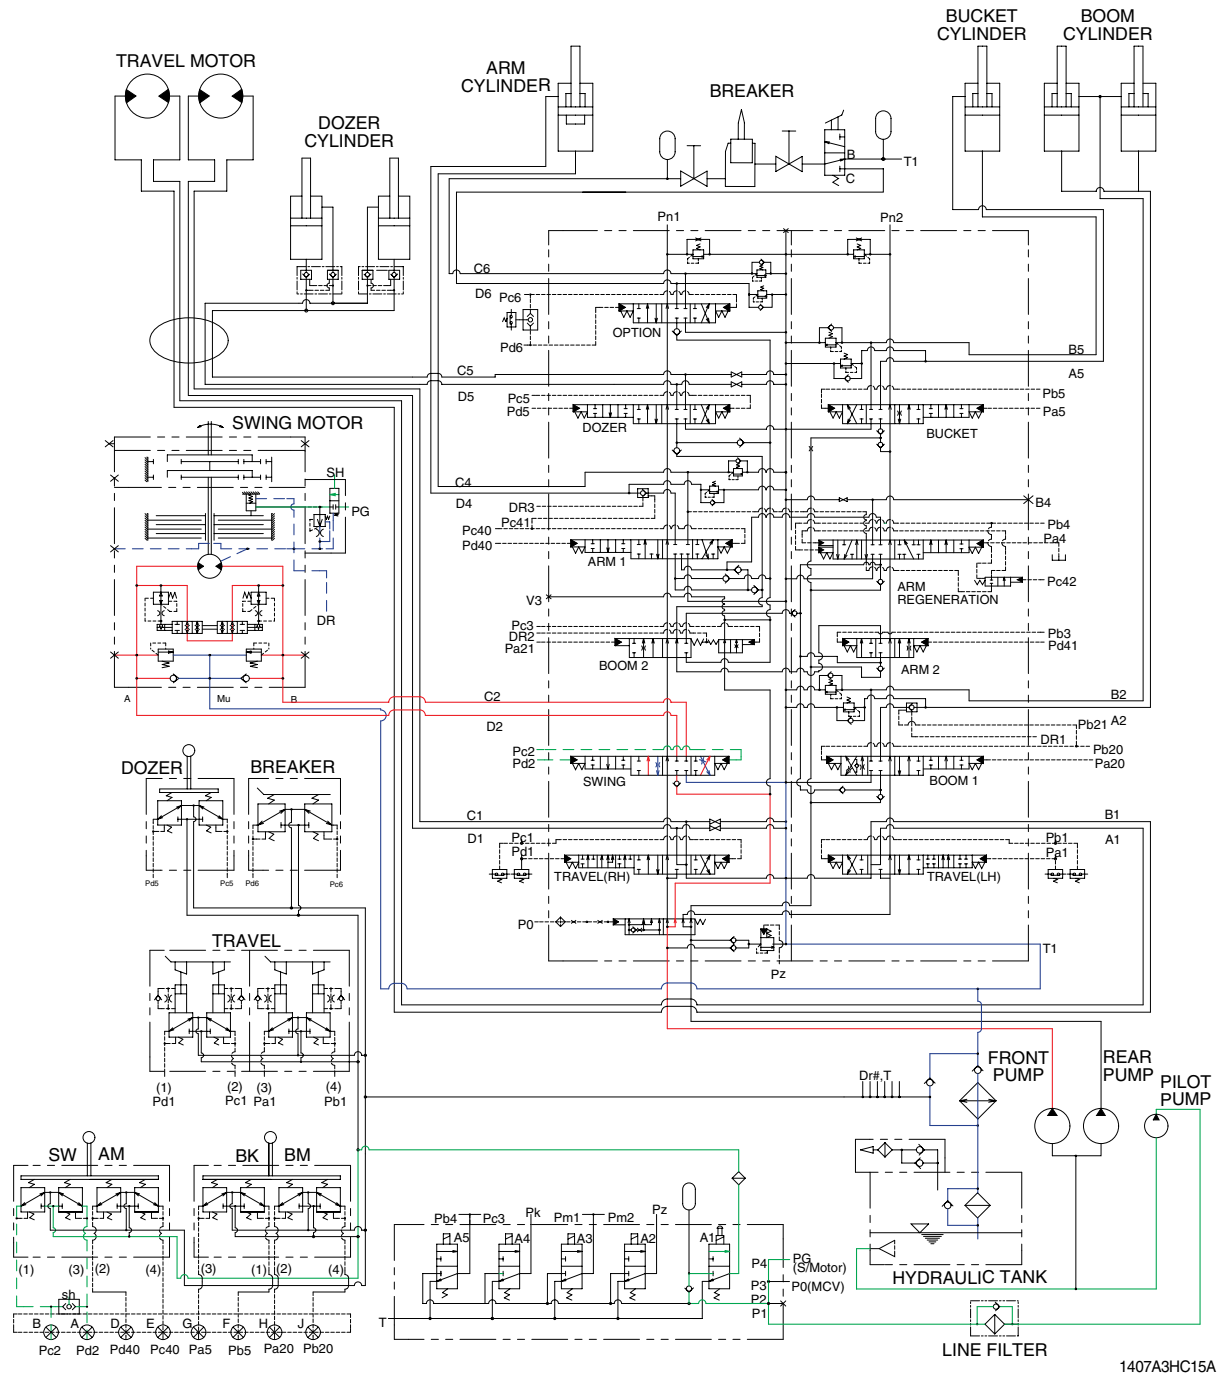 BUCKET
CYLINDER
BOOM
CYLINDER
TRAVEL MOTOR
ARM
CYLINDER
BREAKER
DOZER
CYLINDER
B
T1
C
Pn1
Pn2
C6
D6
Pc6
OPTION
Pd6
B5
A5
C5
D5
Pc5
Pd5
DOZER
Pb5
Pa5
BUCKET
SWING MOTOR
SH
PG
C4
D4
DR3
Pc41
Pc40
Pd40
ARM 1
B4
Pb4
Pa4
Pc42
ARM
REGENERATION
V3
DR
Pc3
DR2
Pa21
BOOM 2
Pb3
Pd41
ARM 2
A
Mu
B
C2
D2
B2
A2
Pb21
DR1
Pc2
Pd2
SWING
Pb20
Pa20
BOOM 1
DOZER
BREAKER
Pd5
Pc5
Pd6
Pc6
C1
D1
Pc1
Pd1
TRAVEL(RH)
B1
A1
Pb1
Pa1
TRAVEL(LH)
P0
Pz
T1
TRAVEL
(1)
Pd1
(2)
Pc1
(3)
Pa1
(4)
Pb1
Dr#,T
FRONT
PUMP
REAR
PUMP
PILOT
PUMP
SW
AM
BK
BM
(1)
(3)
(2)
(4)
(3)
(1)
(2)
(4)
sh
B
A
D
E
G
F
H
J
Pc2
Pd2
Pd40
Pc40
Pa5
Pb5
Pa20
Pb20
Pb4
Pc3
Pk
Pm1
Pm2
Pz
A5
A4
A3
A2
A1
T
P4
P3
P2
P1
PG
(S/Motor)
P0(MCV)
HYDRAULIC TANK
LINE FILTER
1407A3HC15A